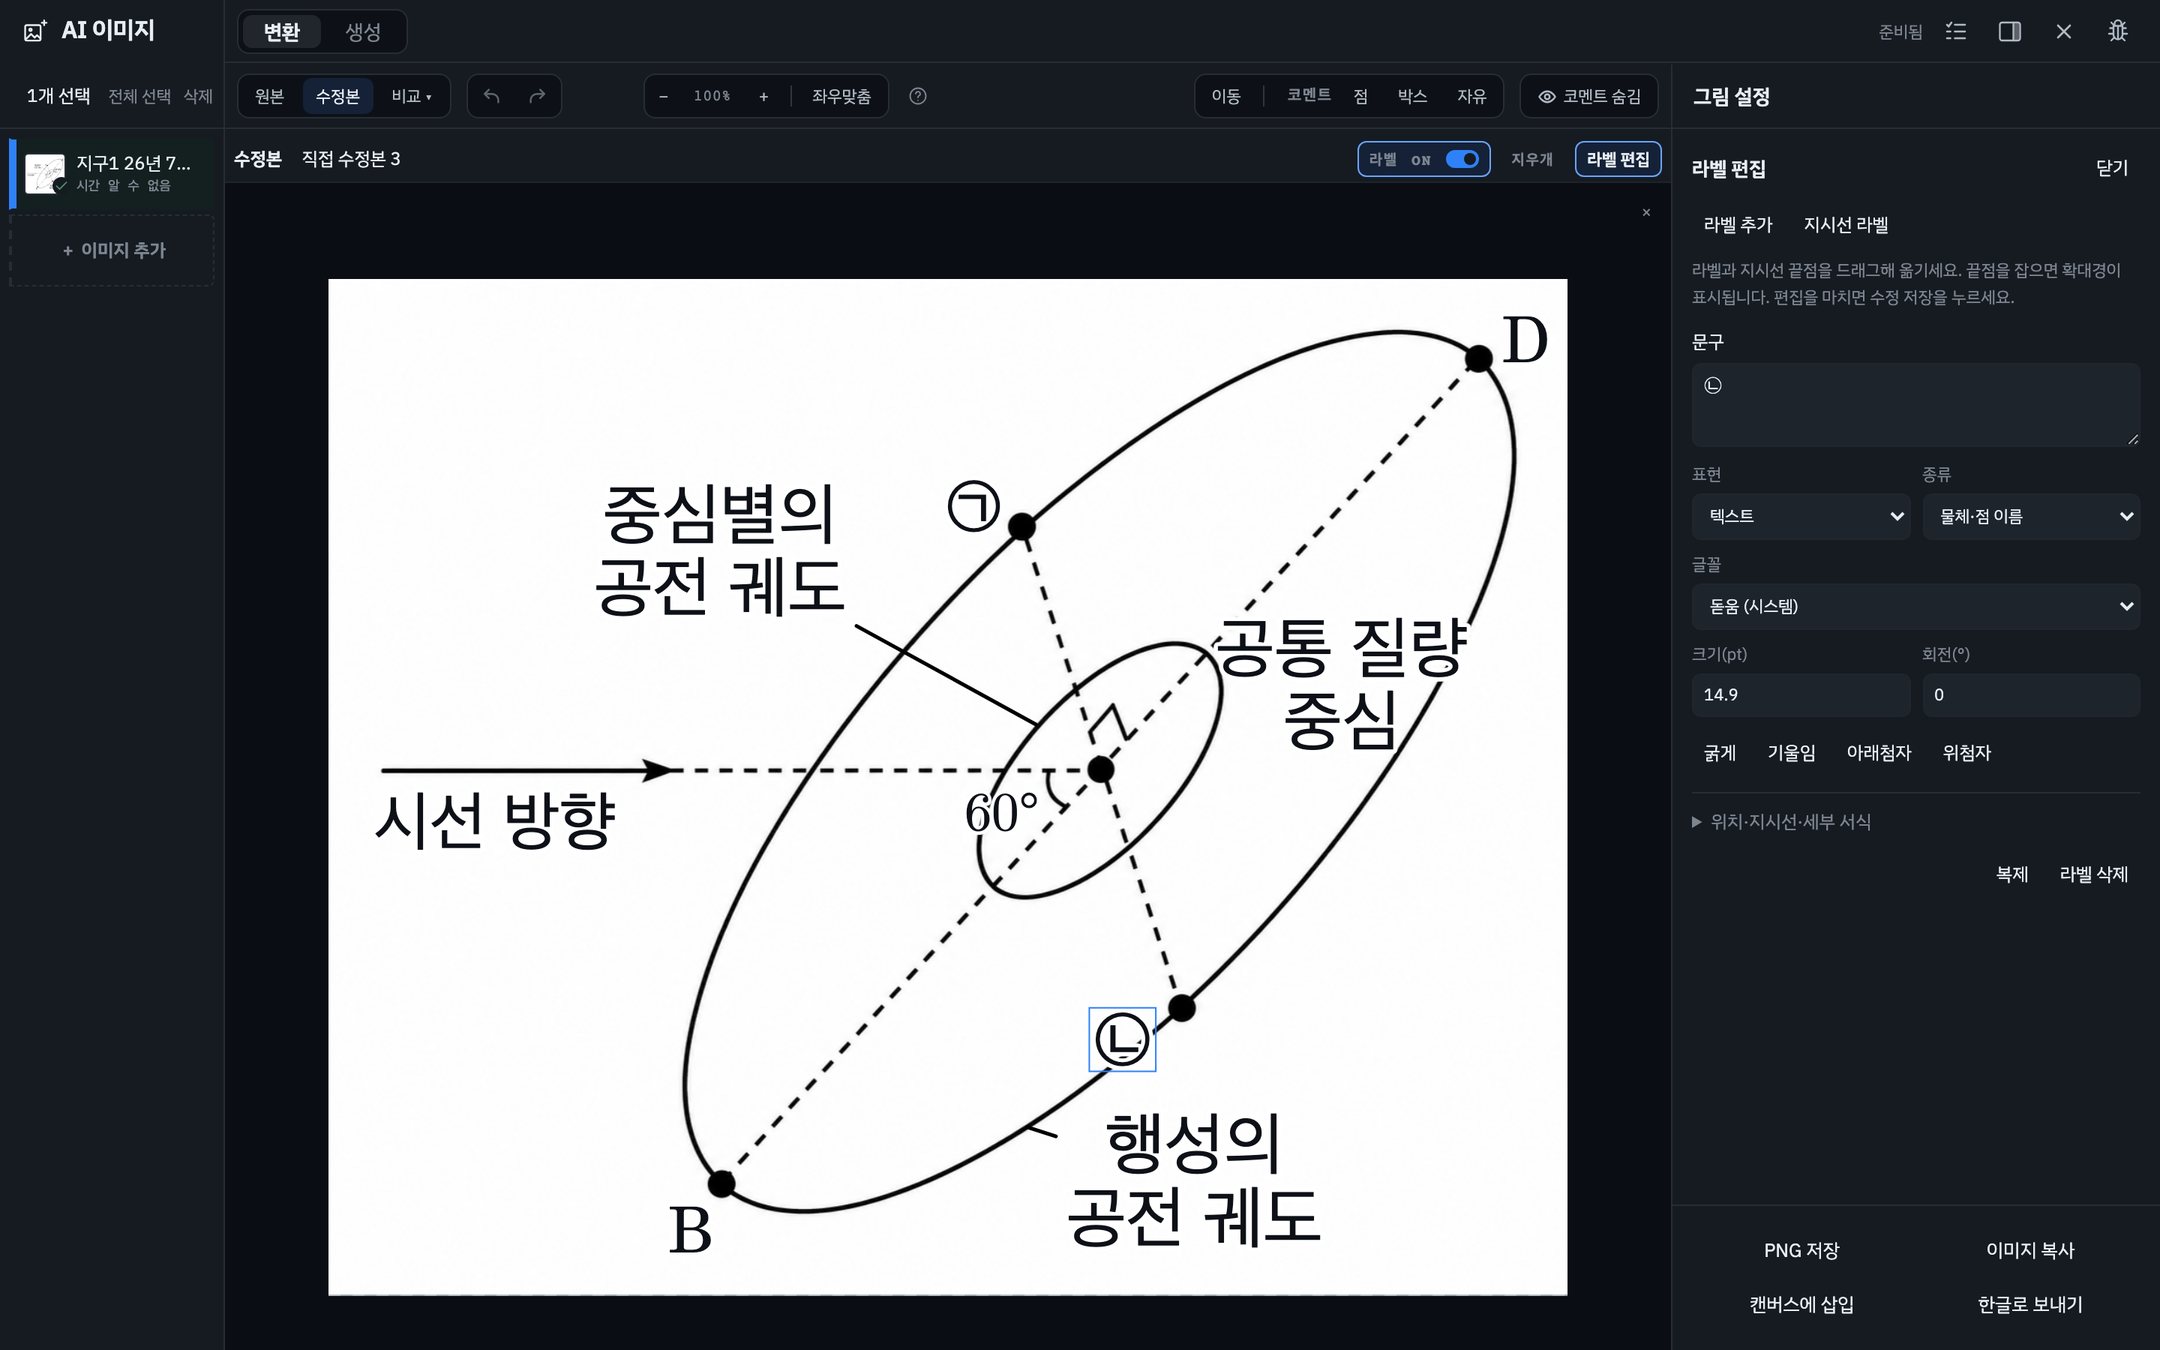 AI 이미지
변환 생성
준비됨
1개 선택 전체 선택 삭제
원본 수정본 비교 ▾
− 100% + 좌우맞춤 ?
이동 코멘트 점 박스 자유 코멘트 숨김
그림 설정
지구1 26년 7...
시간 알 수 없음
+ 이미지 추가
수정본 직접 수정본 3
라벨 ON 지우개 라벨 편집
×
D
㉠
중심별의
공전 궤도
공통 질량
중심
60°
시선 방향
㉡
행성의
공전 궤도
B
라벨 편집 닫기
라벨 추가 지시선 라벨
라벨과 지시선 끝점을 드래그해 옮기세요. 끝점을 잡으면 확대경이
표시됩니다. 편집을 마치면 수정 저장을 누르세요.
문구
㉡
표현 종류
텍스트 물체·점 이름
글꼴
돋움 (시스템)
크기(pt) 회전(°)
14.9 0
굵게 기울임 아래첨자 위첨자
▶ 위치·지시선·세부 서식
복제 라벨 삭제
PNG 저장 이미지 복사
캔버스에 삽입 한글로 보내기